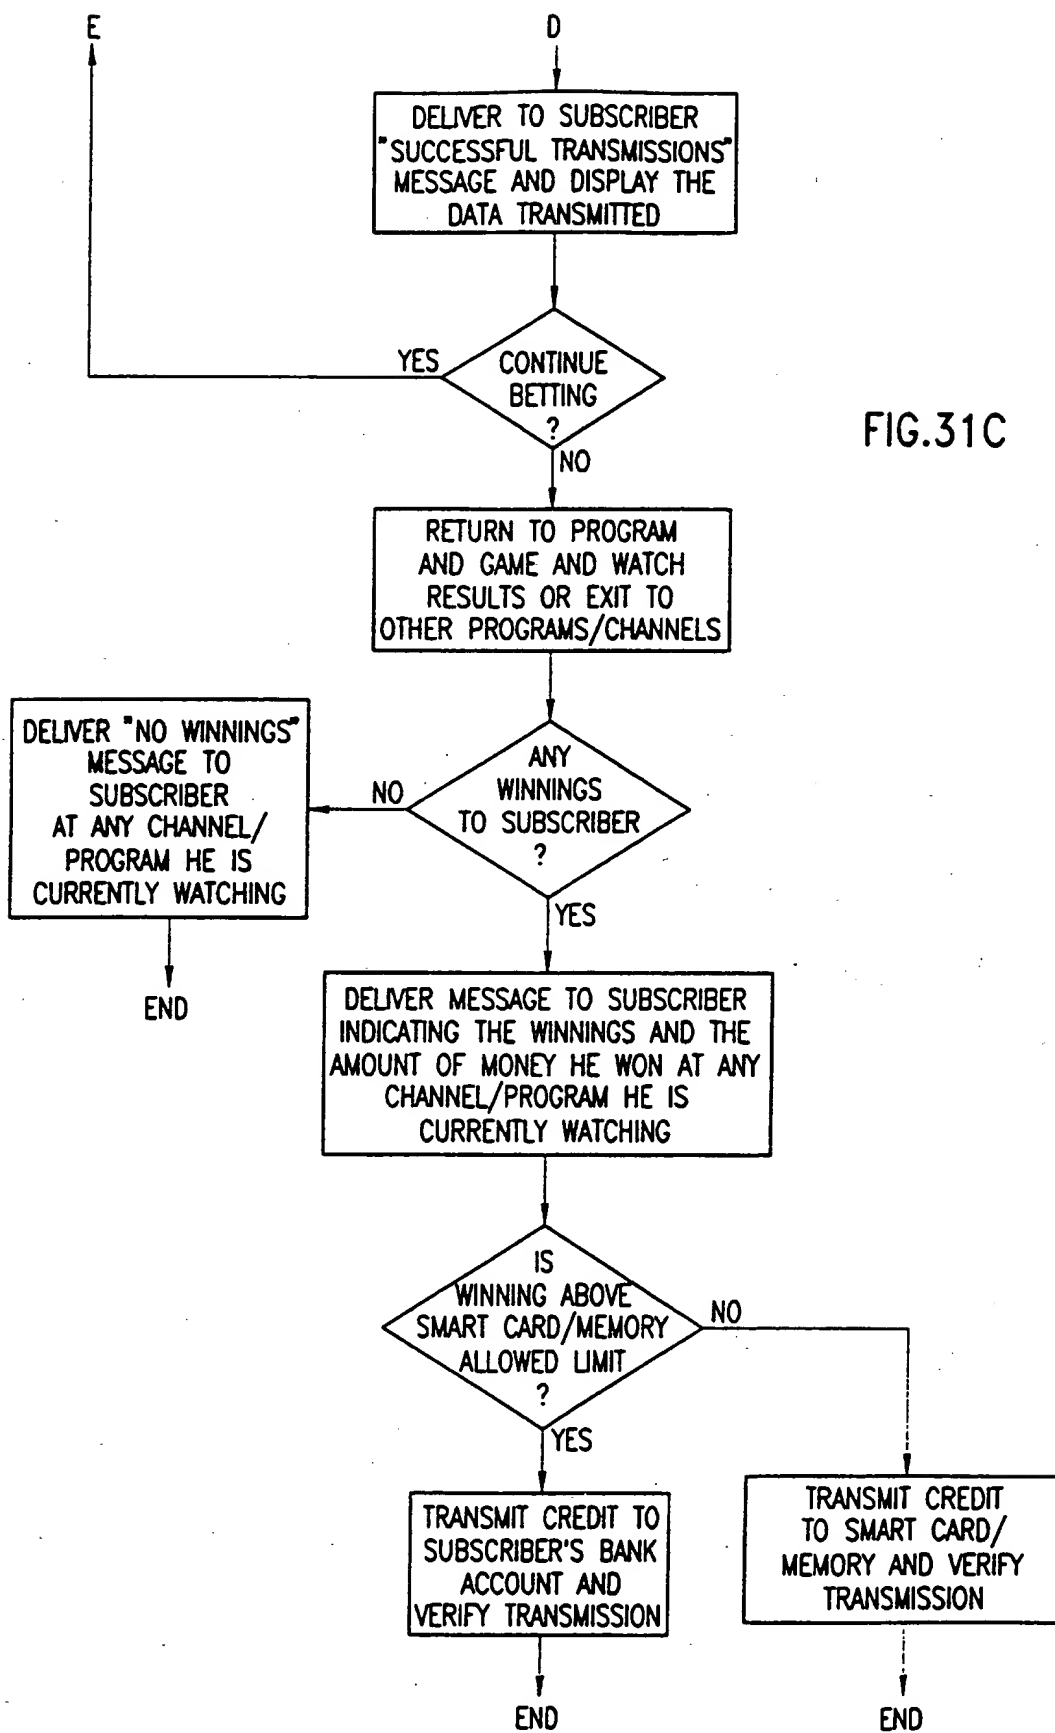 E
D
DELIVER TO SUBSCRIBER
"SUCCESSFUL TRANSMISSIONS"
MESSAGE AND DISPLAY THE
DATA TRANSMITTED
YES
CONTINUE
BETTING
?
NO
FIG.31C
RETURN TO PROGRAM
AND GAME AND WATCH
RESULTS OR EXIT TO
OTHER PROGRAMS/CHANNELS
DELIVER "NO WINNINGS"
MESSAGE TO
SUBSCRIBER
AT ANY CHANNEL/
PROGRAM HE IS
CURRENTLY WATCHING
END
NO
ANY
WINNINGS
TO SUBSCRIBER
?
YES
DELIVER MESSAGE TO SUBSCRIBER
INDICATING THE WINNINGS AND THE
AMOUNT OF MONEY HE WON AT ANY
CHANNEL/PROGRAM HE IS
CURRENTLY WATCHING
IS
WINNING ABOVE
SMART CARD/MEMORY
ALLOWED LIMIT
?
NO
YES
TRANSMIT CREDIT TO
SUBSCRIBER'S BANK
ACCOUNT AND
VERIFY TRANSMISSION
END
TRANSMIT CREDIT
TO SMART CARD/
MEMORY AND VERIFY
TRANSMISSION
END